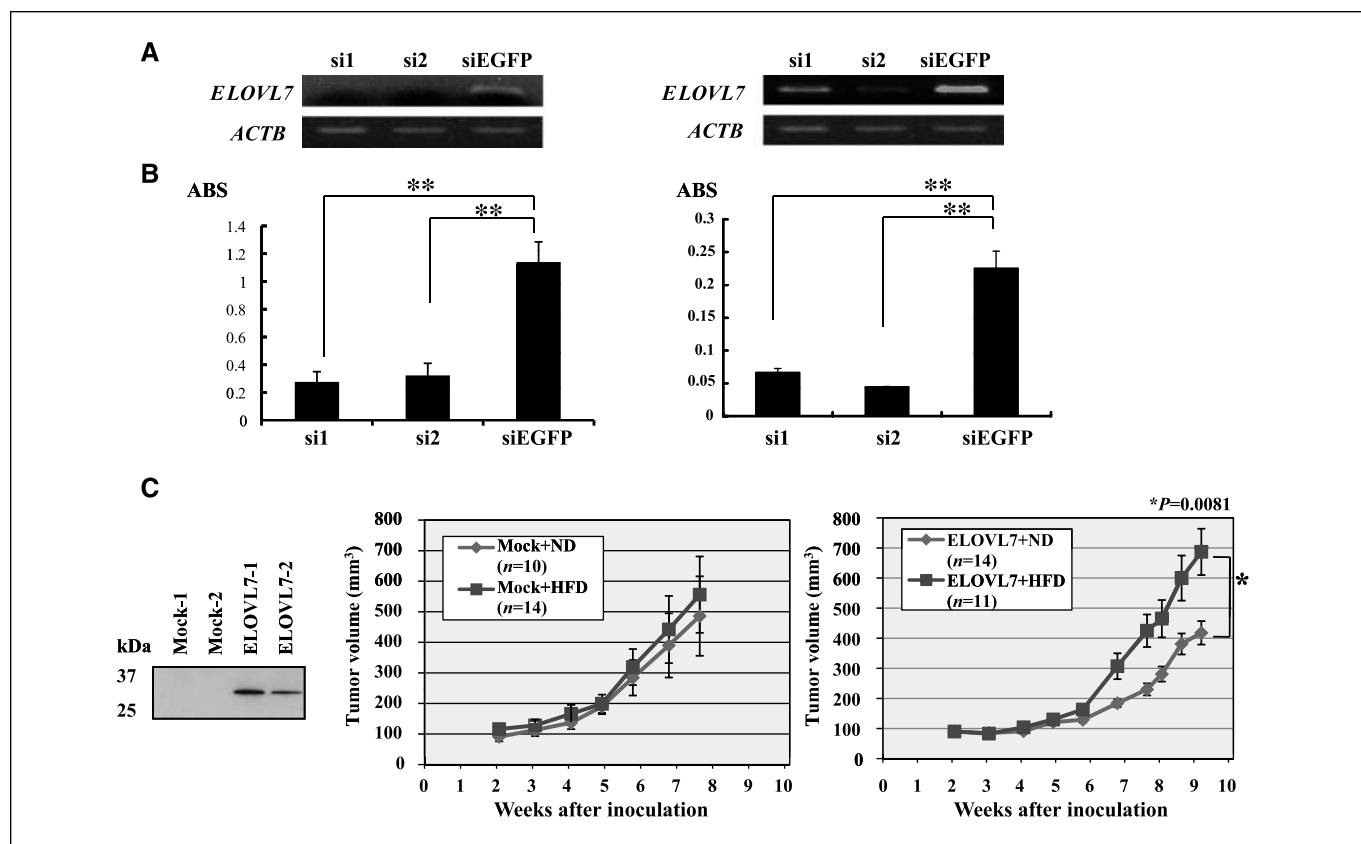 A
si1 si2 siEGFP
ELOVL7
ACTB
si1 si2 siEGFP
ELOVL7
ACTB
B
ABS
** **
1.4
1.2
1
0.8
0.6
0.4
0.2
0
si1 si2 siEGFP
ABS
** **
0.3
0.25
0.2
0.15
0.1
0.05
0
si1 si2 siEGFP
C
Mock-1
Mock-2
ELOVL7-1
ELOVL7-2
kDa
37
25
Tumor volume (mm³)
800
700
600
500
400
300
200
100
0
Mock+ND
(n=10)
Mock+HFD
(n=14)
0 1 2 3 4 5 6 7 8 9 10
Weeks after inoculation
*P=0.0081
Tumor volume (mm³)
800
700
600
500
400
300
200
100
0
ELOVL7+ND
(n=14)
ELOVL7+HFD
(n=11)
*
0 1 2 3 4 5 6 7 8 9 10
Weeks after inoculation